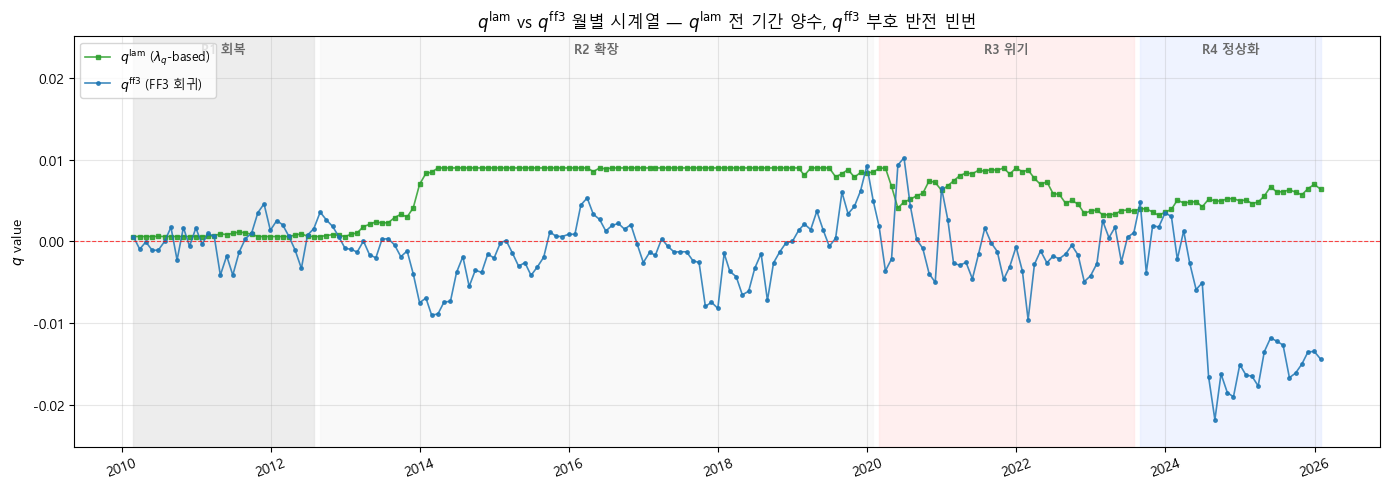 q^lam vs q^ff3 월별 시계열 — q^lam 전 기간 양수, q^ff3 부호 반전 빈번
R1 회복
R2 확장
R3 위기
R4 정상화
q^lam (λ_q-based)
q^ff3 (FF3 회귀)
q value
0.02
0.01
0.00
-0.01
-0.02
2010
2012
2014
2016
2018
2020
2022
2024
2026